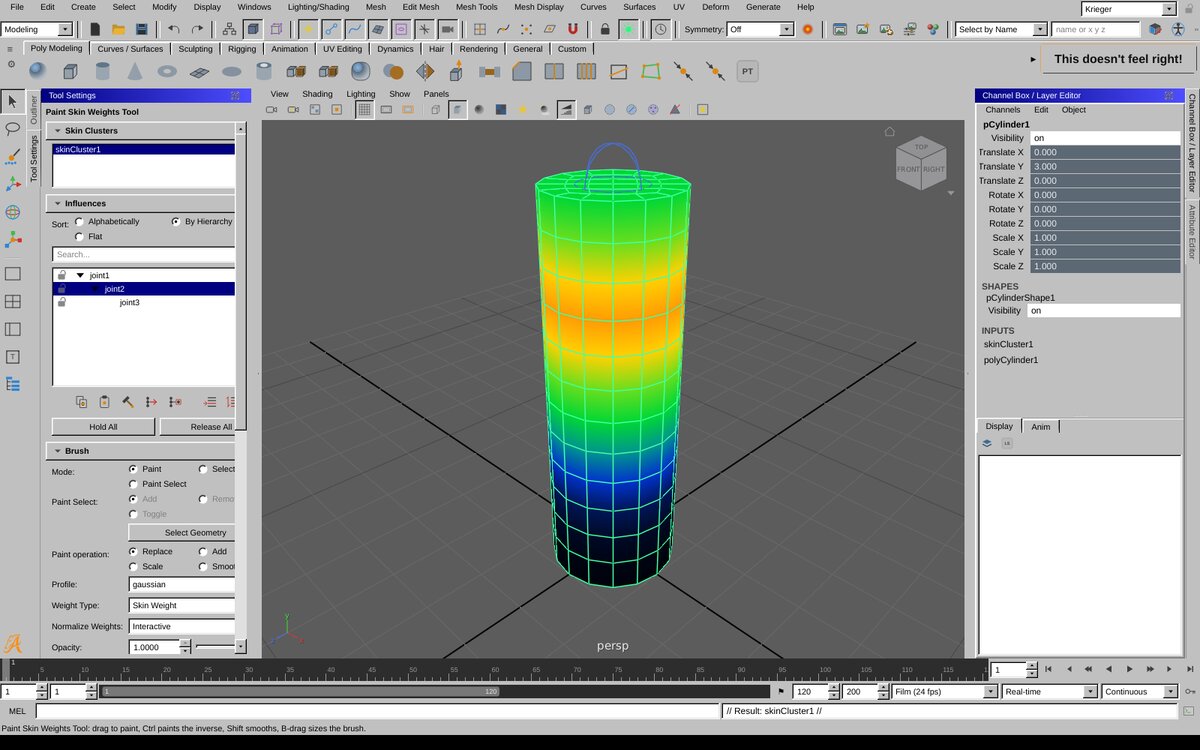 File Edit Create Select Modify Display Windows Lighting/Shading Mesh Edit Mesh Mesh Tools Mesh Display Curves Surfaces UV Deform Generate Help
Krieger
Modeling
Symmetry: Off
Select by Name
name or x y z
Poly Modeling Curves / Surfaces Sculpting Rigging Animation UV Editing Dynamics Hair Rendering General Custom
PT
This doesn't feel right!
Outliner
Tool Settings
Tool Settings
Paint Skin Weights Tool
Skin Clusters
skinCluster1
Influences
Sort: Alphabetically By Hierarchy
Flat
Search...
joint1
joint2
joint3
Hold All Release All
Brush
Mode: Paint Select
Paint Select
Paint Select: Add Remo
Toggle
Select Geometry
Paint operation: Replace Add
Scale Smoo
Profile: gaussian
Weight Type: Skin Weight
Normalize Weights: Interactive
Opacity: 1.0000
View Shading Lighting Show Panels
TOP
FRONT RIGHT
persp
y
Channel Box / Layer Editor
Channels Edit Object
pCylinder1
Visibility on
Translate X 0.000
Translate Y 3.000
Translate Z 0.000
Rotate X 0.000
Rotate Y 0.000
Rotate Z 0.000
Scale X 1.000
Scale Y 1.000
Scale Z 1.000
SHAPES
pCylinderShape1
Visibility on
INPUTS
skinCluster1
polyCylinder1
Display Anim
Channel Box / Layer Editor
Attribute Editor
1
5 10 15 20 25 30 35 40 45 50 55 60 65 70 75 80 85 90 95 100 105 110 115
1
1 1 1 120 120 200 Film (24 fps) Real-time Continuous
MEL // Result: skinCluster1 //
Paint Skin Weights Tool: drag to paint, Ctrl paints the inverse, Shift smooths, B-drag sizes the brush.